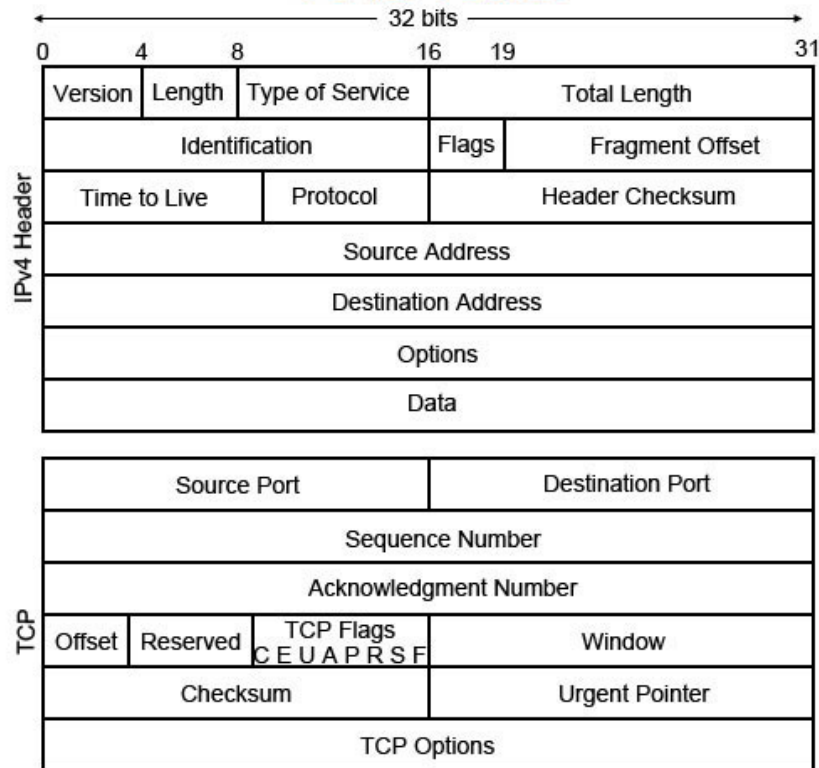 32 bits
0 4 8 16 19 31
Version Length Type of Service Total Length
Identification Flags Fragment Offset
Time to Live Protocol Header Checksum
Source Address
Destination Address
Options
Data
IPv4 Header
Source Port Destination Port
Sequence Number
Acknowledgment Number
Offset Reserved TCP Flags Window
C E U A P R S F
Checksum Urgent Pointer
TCP Options
TCP